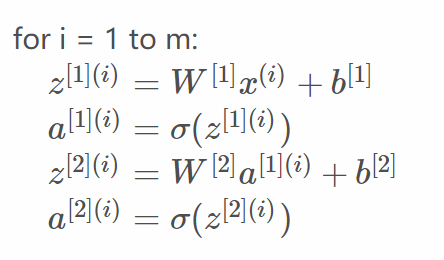 for i = 1 to m:
z^{[1](i)} = W^{[1]}x^{(i)} + b^{[1]}
a^{[1](i)} = σ(z^{[1](i)})
z^{[2](i)} = W^{[2]}a^{[1](i)} + b^{[2]}
a^{[2](i)} = σ(z^{[2](i)})